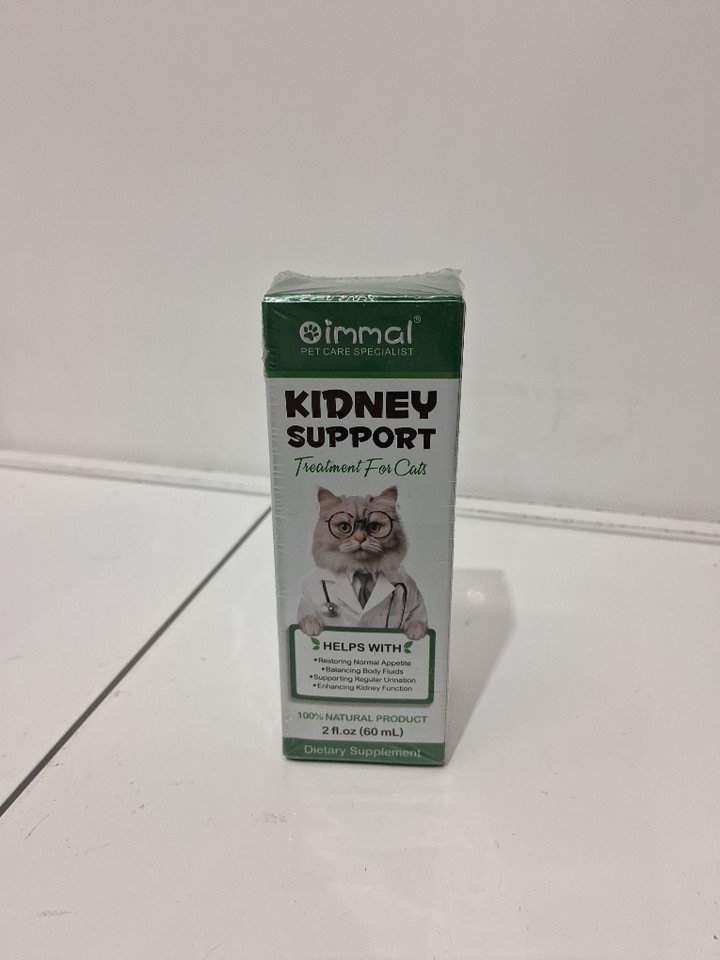 oimmal®
PET CARE SPECIALIST
KIDNEY
SUPPORT
Treatment For Cats
HELPS WITH
•Restoring Normal Appetite
•Balancing Body Fluids
•Supporting Regular Urination
•Enhancing Kidney Function
100% NATURAL PRODUCT
2 fl.oz (60 mL)
Dietary Supplement